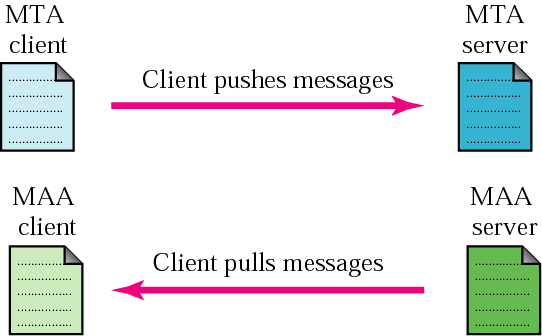 MTA
client
MTA
server
Client pushes messages
MAA
client
MAA
server
Client pulls messages